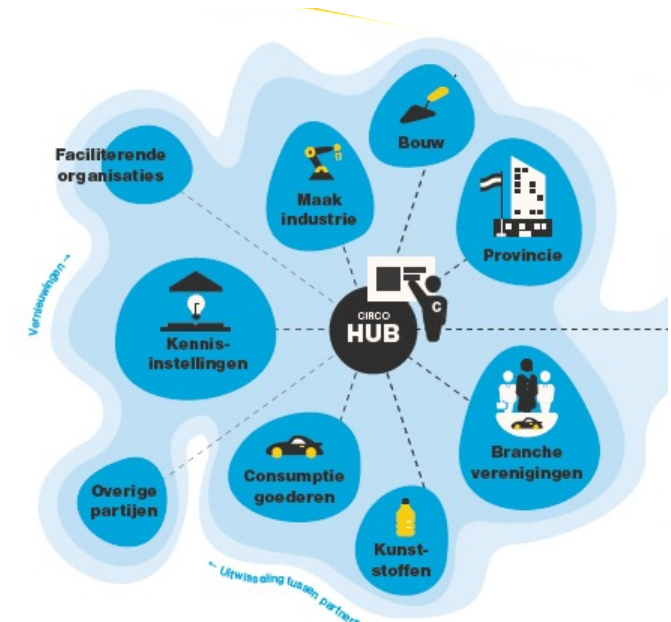 Bouw
Faciliterende
organisaties
Maak
industrie
Provincie
Vernieuwingen →
CIRCO
HUB
C
Kennis-
instellingen
Branche
verenigingen
Consumptie
goederen
Overige
partijen
Kunst-
stoffen
← Uitwisseling tussen partner